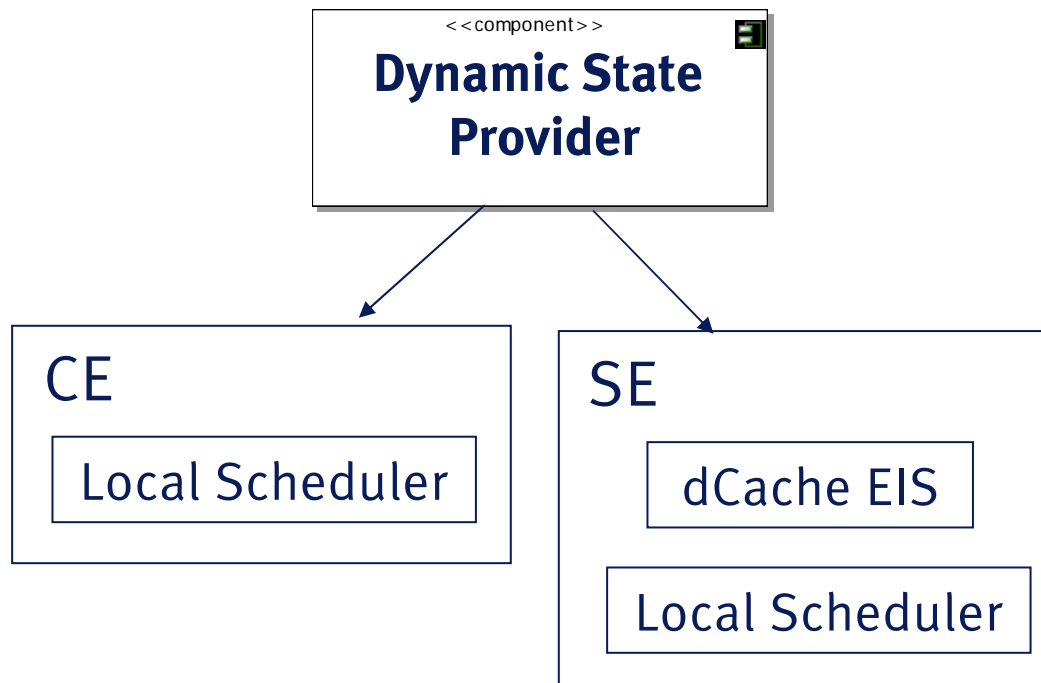 <<component>>
Dynamic State
Provider
CE
Local Scheduler
SE
dCache EIS
Local Scheduler